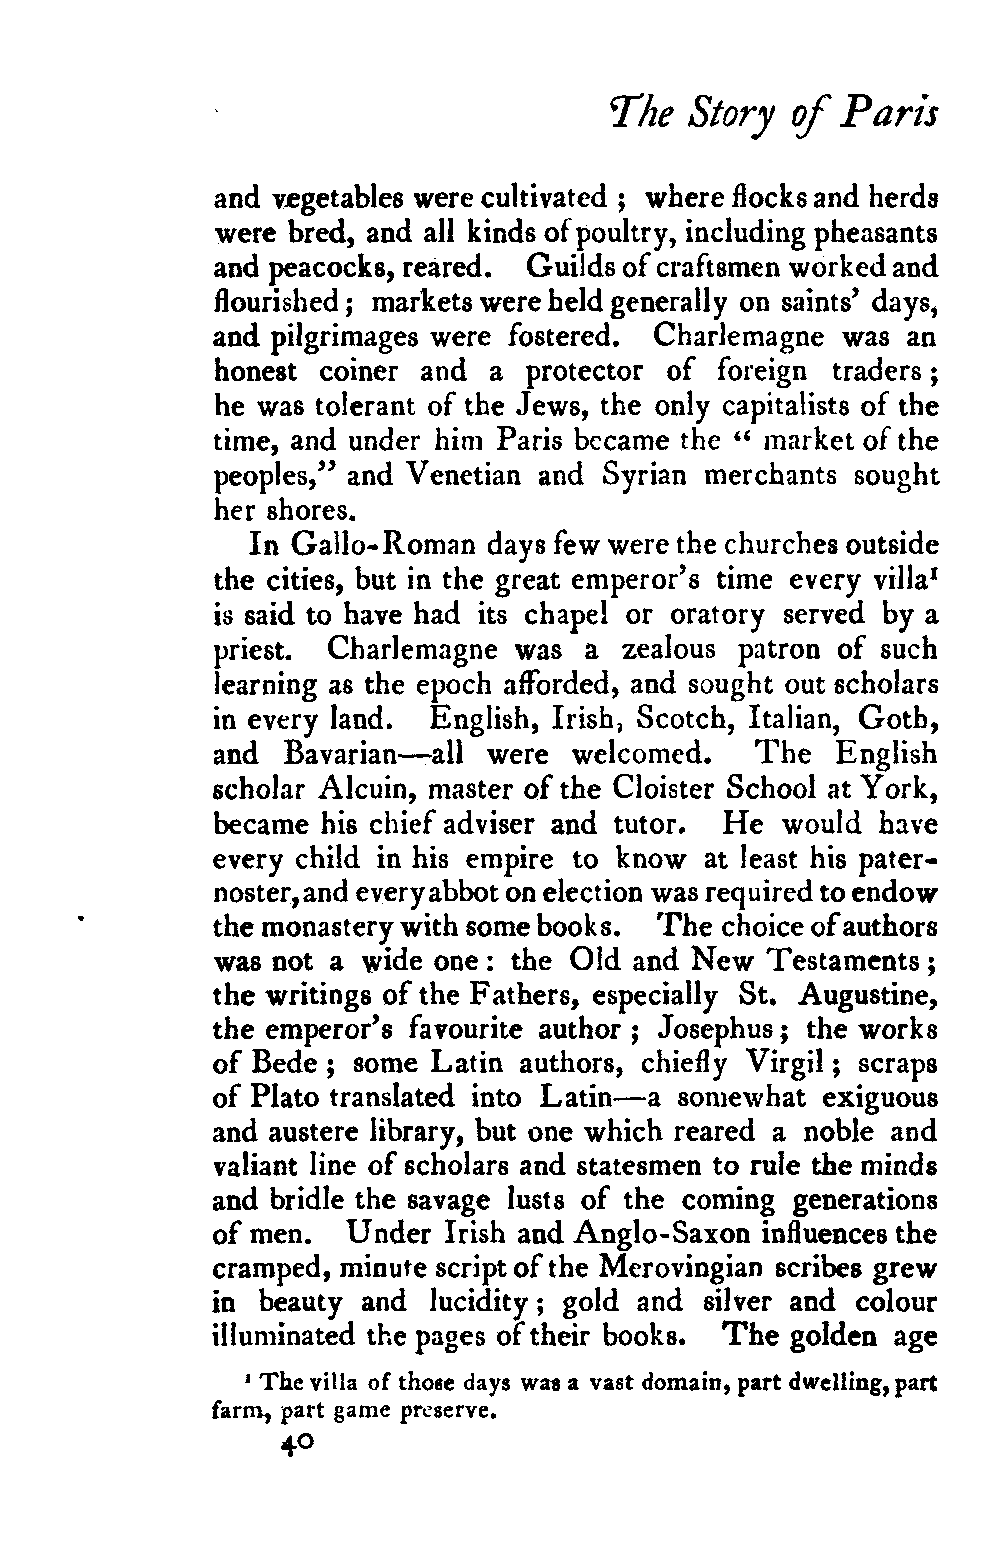 The Story of Paris
and vegetables were cultivated ; where flocks and herds
were bred, and all kinds of poultry, including pheasants
and peacocks, reared. Guilds of craftsmen worked and
flourished ; markets were held generally on saints' days,
and pilgrimages were fostered. Charlemagne was an
honest coiner and a protector of foreign traders ;
he was tolerant of the Jews, the only capitalists of the
time, and under him Paris became the “ market of the
peoples,” and Venetian and Syrian merchants sought
her shores.
In Gallo-Roman days few were the churches outside
the cities, but in the great emperor's time every villa¹
is said to have had its chapel or oratory served by a
priest. Charlemagne was a zealous patron of such
learning as the epoch afforded, and sought out scholars
in every land. English, Irish, Scotch, Italian, Goth,
and Bavarian—all were welcomed. The English
scholar Alcuin, master of the Cloister School at York,
became his chief adviser and tutor. He would have
every child in his empire to know at least his pater-
noster, and every abbot on election was required to endow
the monastery with some books. The choice of authors
was not a wide one : the Old and New Testaments ;
the writings of the Fathers, especially St. Augustine,
the emperor's favourite author ; Josephus ; the works
of Bede ; some Latin authors, chiefly Virgil ; scraps
of Plato translated into Latin—a somewhat exiguous
and austere library, but one which reared a noble and
valiant line of scholars and statesmen to rule the minds
and bridle the savage lusts of the coming generations
of men. Under Irish and Anglo-Saxon influences the
cramped, minute script of the Merovingian scribes grew
in beauty and lucidity ; gold and silver and colour
illuminated the pages of their books. The golden age
¹ The villa of those days was a vast domain, part dwelling, part
farm, part game preserve.
40